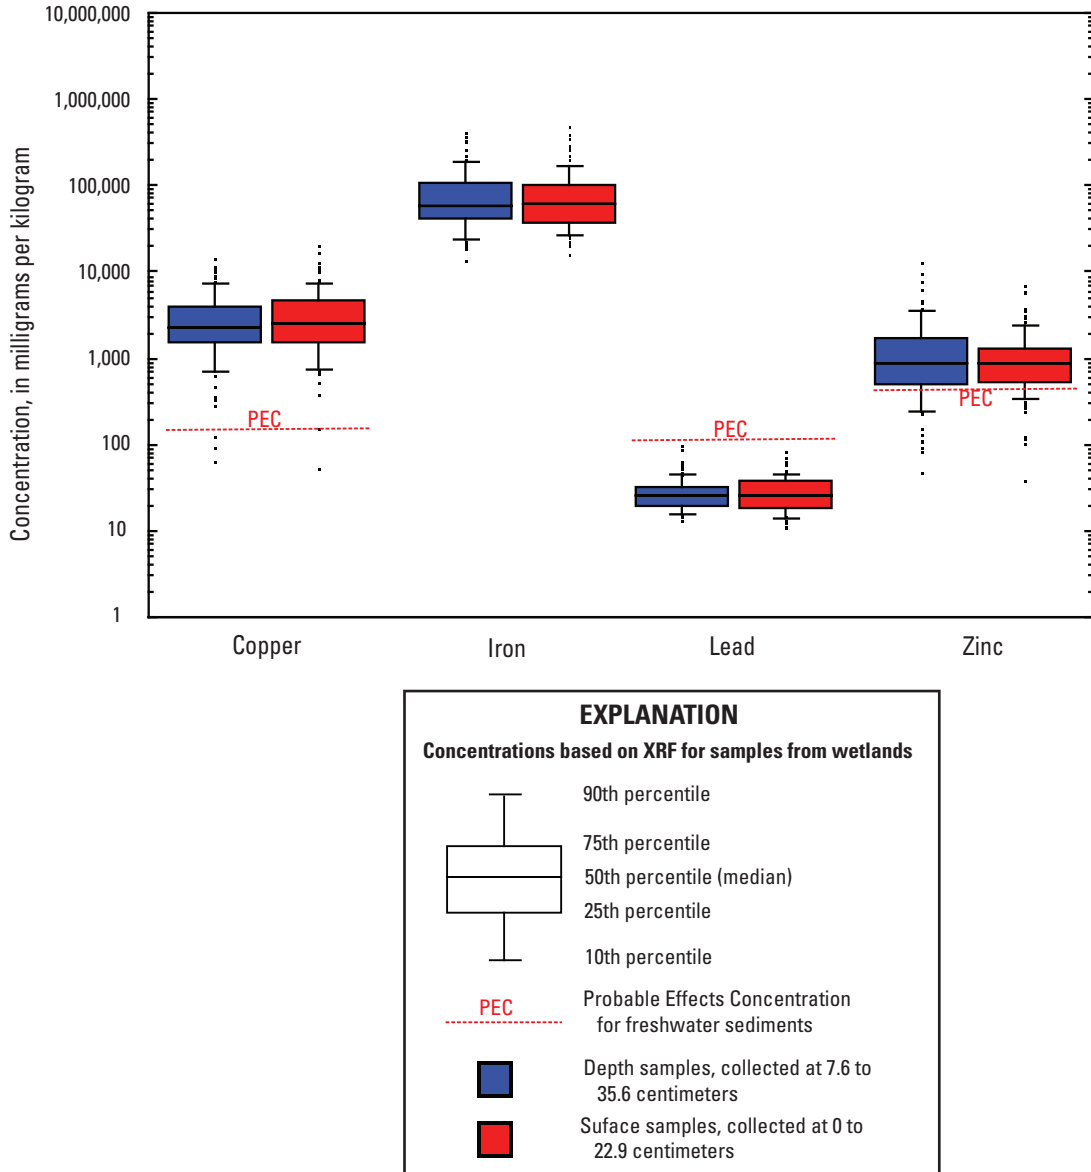 Concentration, in milligrams per kilogram
10,000,000
1,000,000
100,000
10,000
1,000
100
10
1
PEC
PEC
PEC
Copper
Iron
Lead
Zinc
EXPLANATION
Concentrations based on XRF for samples from wetlands
90th percentile
75th percentile
50th percentile (median)
25th percentile
10th percentile
PEC
Probable Effects Concentration
for freshwater sediments
Depth samples, collected at 7.6 to
35.6 centimeters
Suface samples, collected at 0 to
22.9 centimeters